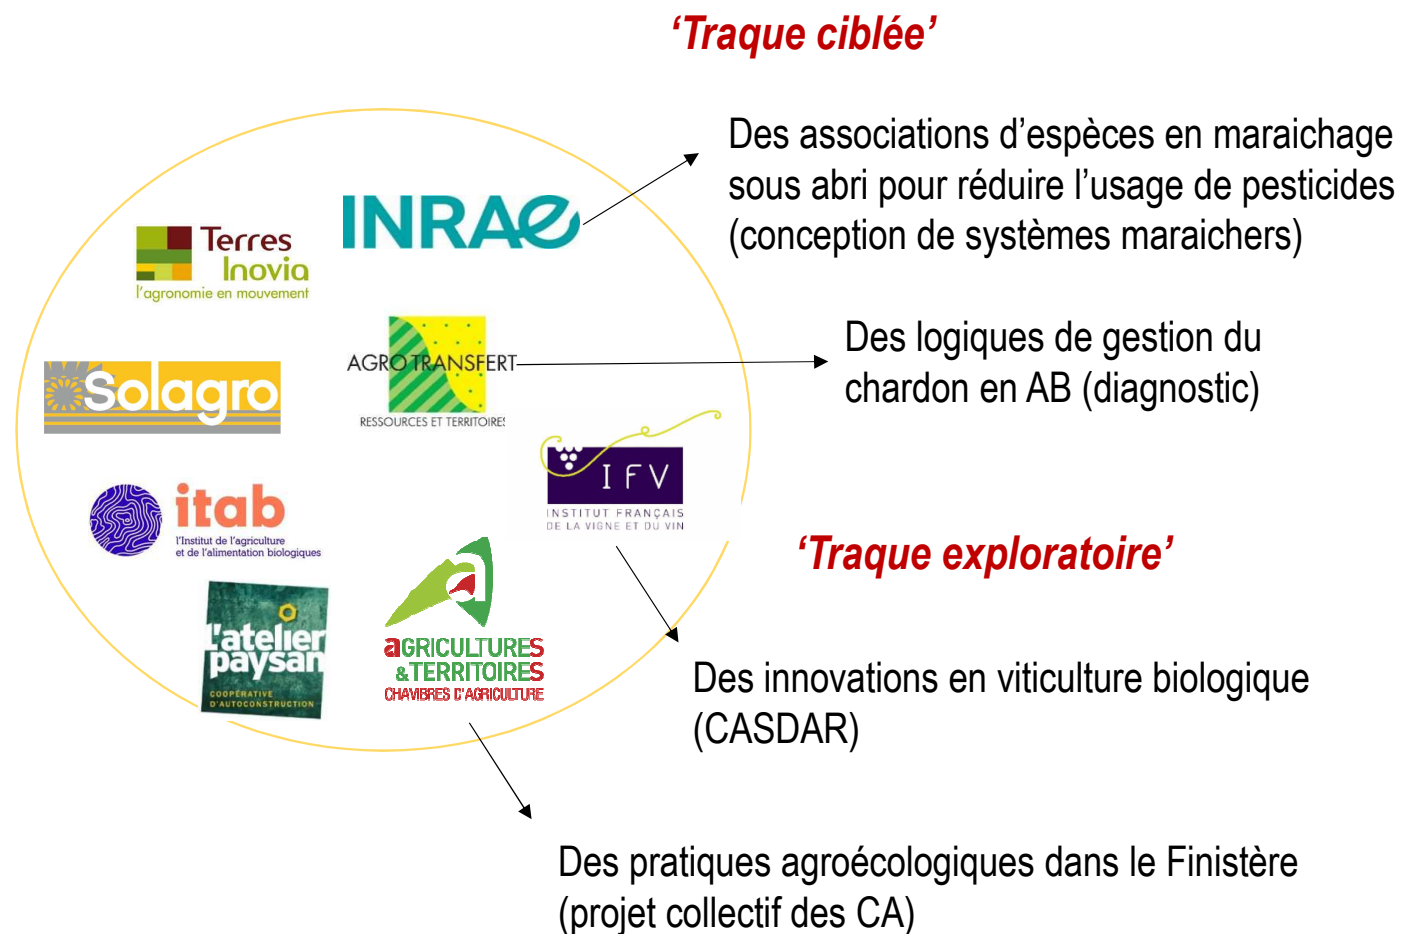 ‘Traque ciblée’
Des associations d’espèces en maraichage
sous abri pour réduire l’usage de pesticides
(conception de systèmes maraichers)
INRAE
Terres
Inovia
l'agronomie en mouvement
AGROTRANSFERT
RESSOURCES ET TERRITOIRES
Des logiques de gestion du
chardon en AB (diagnostic)
Solagro
IFV
INSTITUT FRANÇAIS
DE LA VIGNE ET DU VIN
itab
l'Institut de l'agriculture
et de l'alimentation biologiques
‘Traque exploratoire’
l'atelier
paysan
COOPÉRATIVE
D'AUTOCONSTRUCTION
agRICULTURES
&TERRITOIRES
CHAMBRES D'AGRICULTURE
Des innovations en viticulture biologique
(CASDAR)
Des pratiques agroécologiques dans le Finistère
(projet collectif des CA)